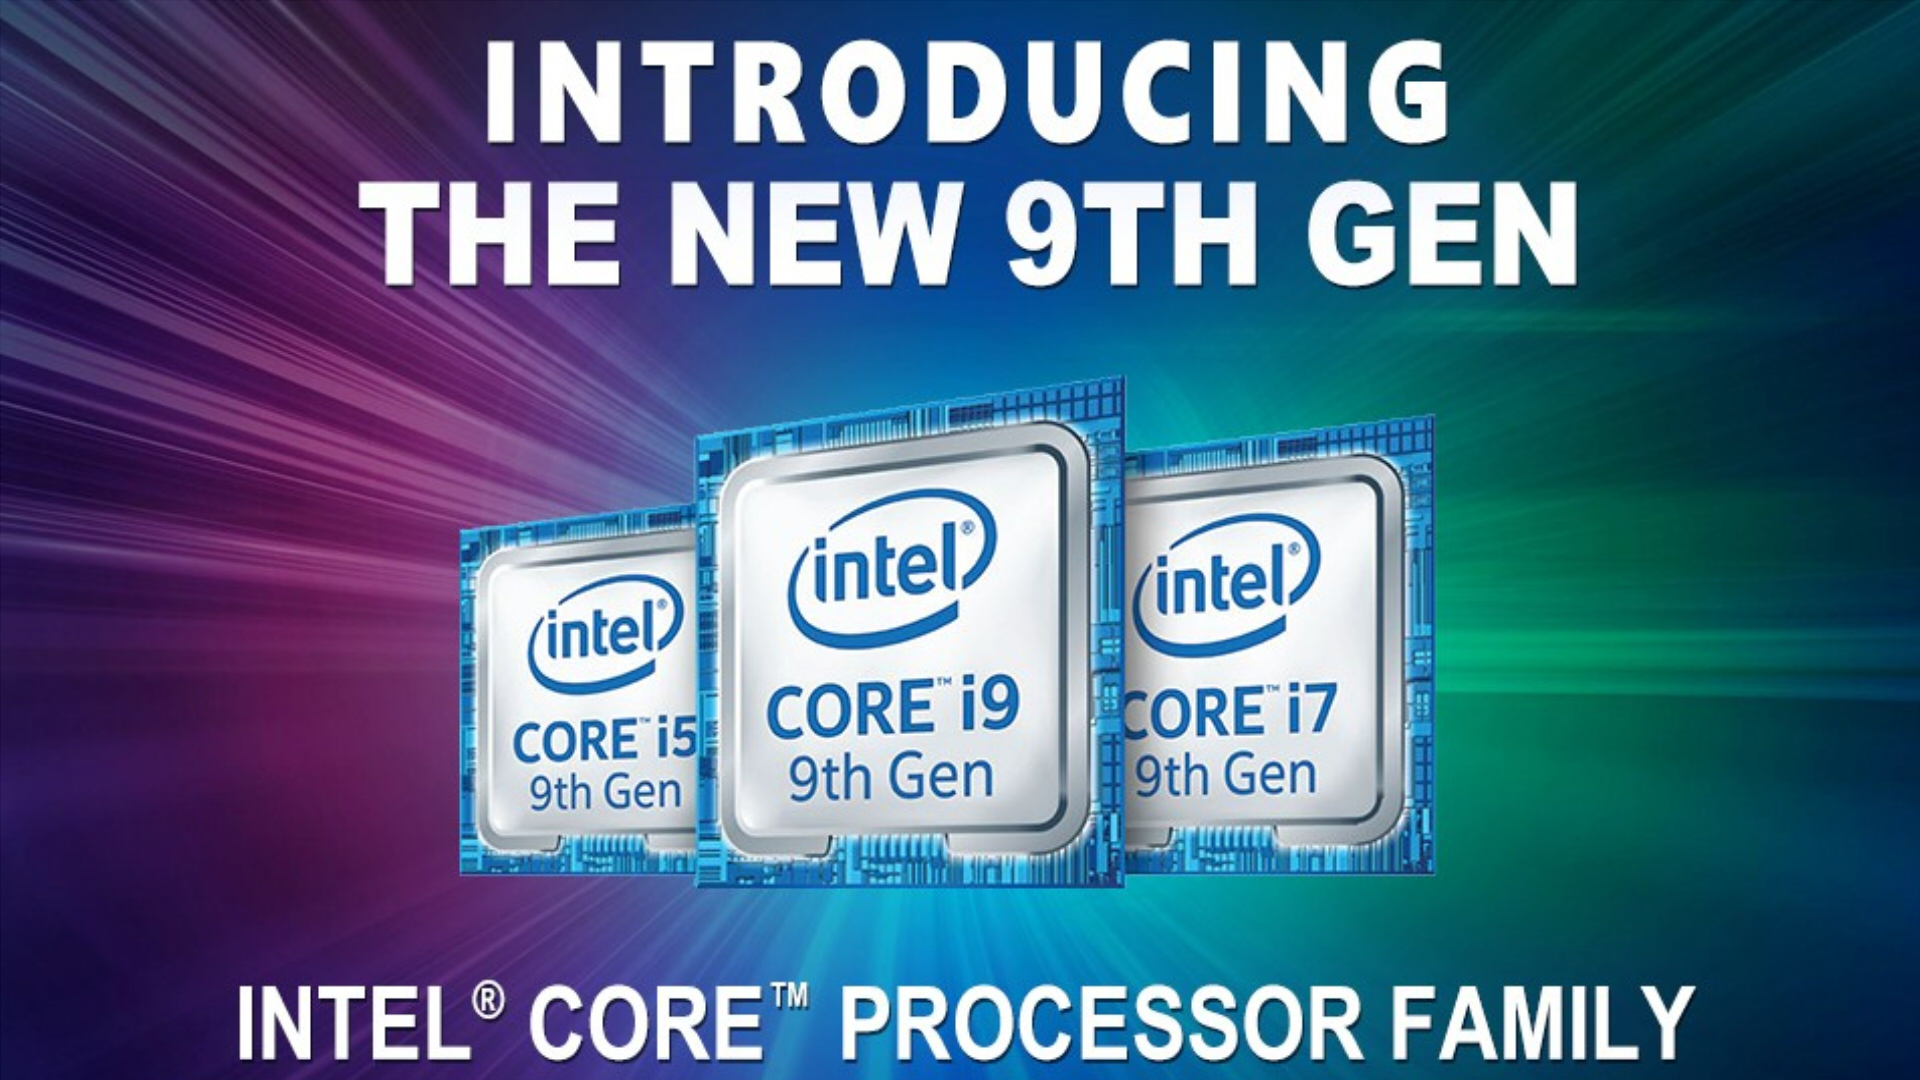 INTRODUCING
THE NEW 9TH GEN
intel®
CORE™ i5
9th Gen
intel®
CORE™ i9
9th Gen
intel®
CORE™ i7
9th Gen
INTEL® CORE™ PROCESSOR FAMILY